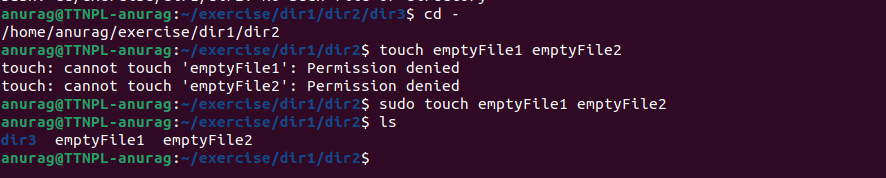 anurag@TTNPL-anurag:~/exercise/dir1/dir2/dir3$ cd -
/home/anurag/exercise/dir1/dir2
anurag@TTNPL-anurag:~/exercise/dir1/dir2$ touch emptyFile1 emptyFile2
touch: cannot touch 'emptyFile1': Permission denied
touch: cannot touch 'emptyFile2': Permission denied
anurag@TTNPL-anurag:~/exercise/dir1/dir2$ sudo touch emptyFile1 emptyFile2
anurag@TTNPL-anurag:~/exercise/dir1/dir2$ ls
dir3  emptyFile1  emptyFile2
anurag@TTNPL-anurag:~/exercise/dir1/dir2$